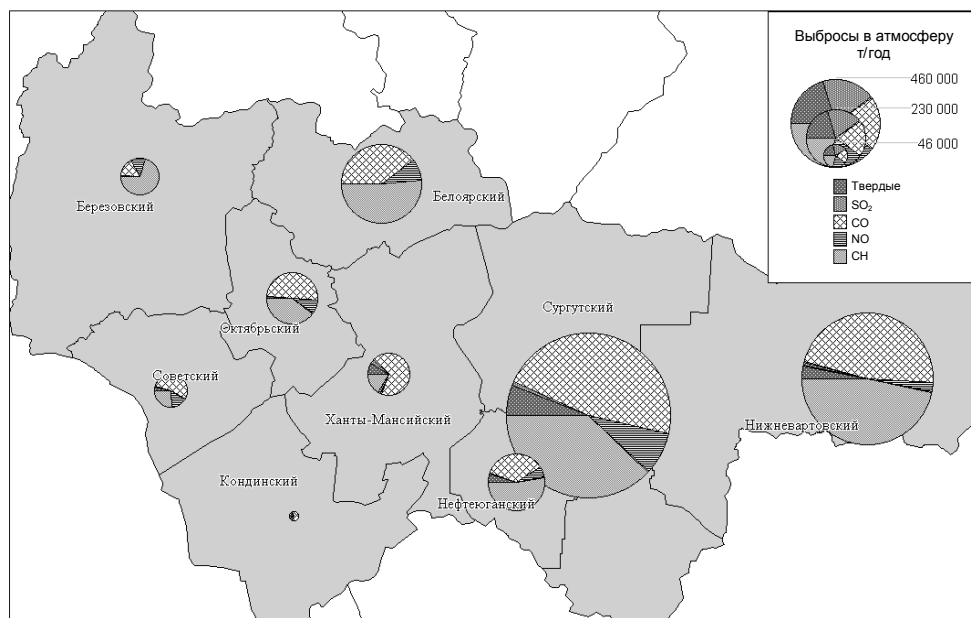 Выбросы в атмосферу
т/год
460 000
230 000
46 000
Твердые
SO₂
CO
NO
CH
Березовский
Белоярский
Сургутский
Эктябрьский
Советский
Ханты-Мансийский
Нижневартовский
Кондинский
Нефтеюганский